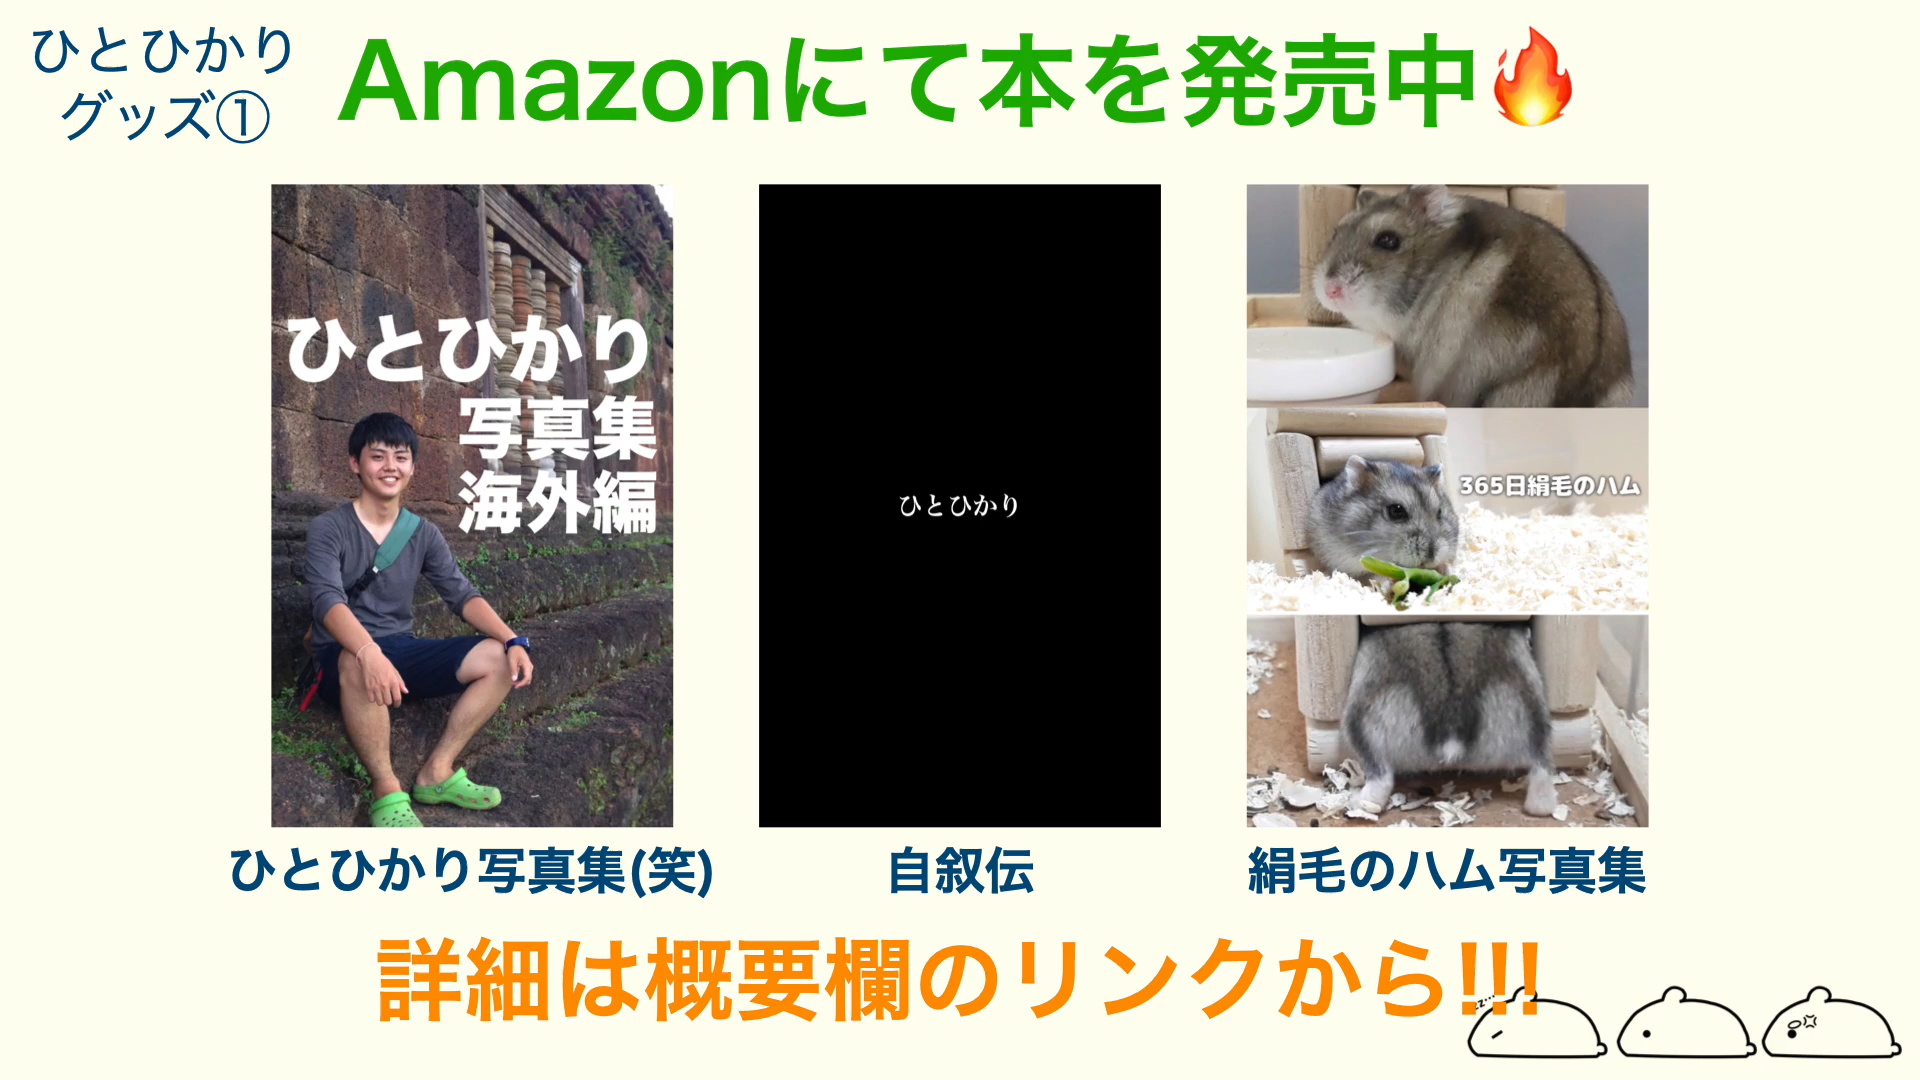 ひとひかり
グッズ①
Amazonにて本を発売中🔥
ひとひかり
写真集
海外編
ひとひかり
365日絹毛のハム
ひとひかり写真集(笑)
自叙伝
絹毛のハム写真集
詳細は概要欄のリンクから!!!
zz...